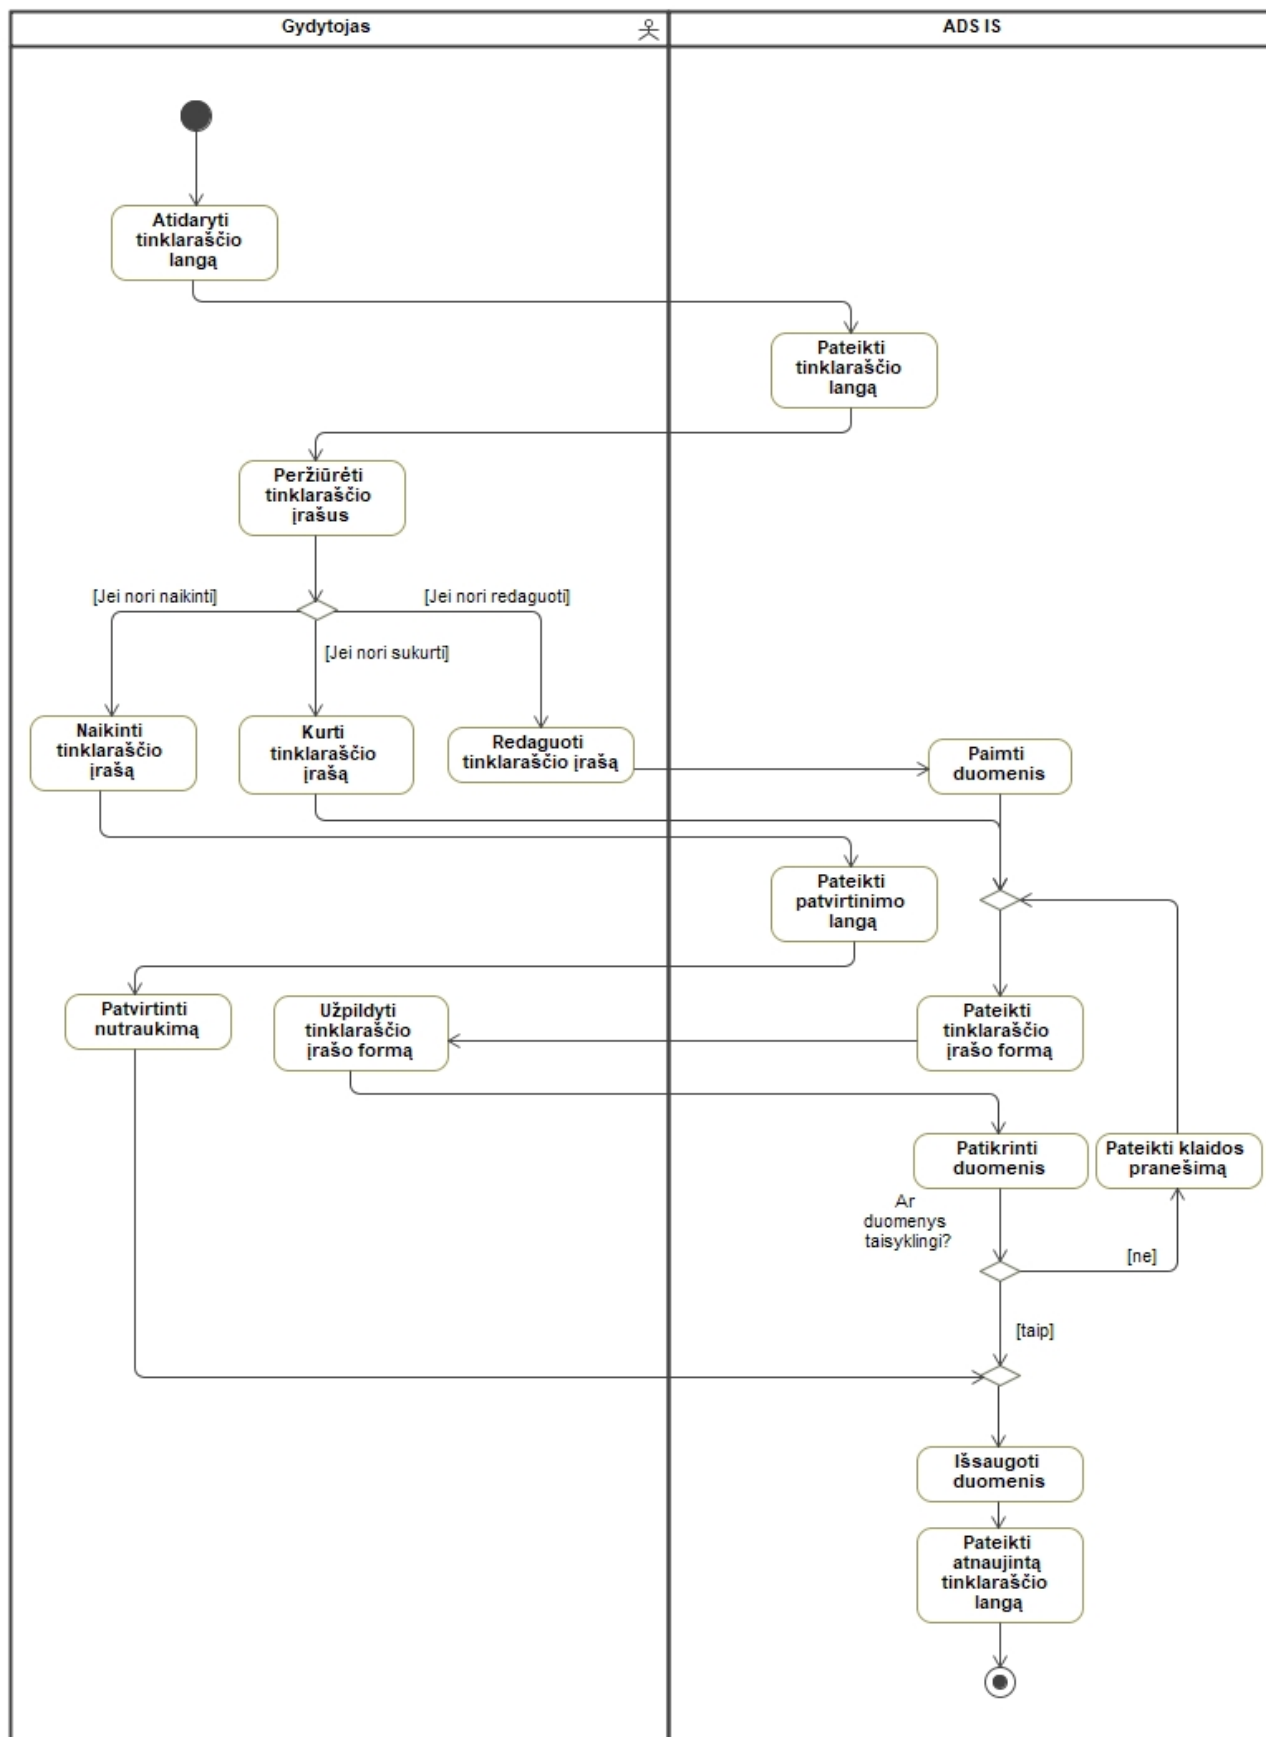 Gydytojas
ADS IS
Atidaryti
tinklaraščio
langą
Pateikti
tinklaraščio
langą
Peržiūrėti
tinklaraščio
įrašus
[Jei nori naikinti]
[Jei nori redaguoti]
[Jei nori sukurti]
Naikinti
tinklaraščio
įrašą
Kurti
tinklaraščio
įrašą
Redaguoti
tinklaraščio įrašą
Paimti
duomenis
Pateikti
patvirtinimo
langą
Patvirtinti
nutraukimą
Užpildyti
tinklaraščio
įrašo formą
Pateikti
tinklaraščio
įrašo formą
Patikrinti
duomenis
Pateikti klaidos
pranešimą
Ar
duomenys
taisyklingi?
[ne]
[taip]
Išsaugoti
duomenis
Pateikti
atnaujintą
tinklaraščio
langą